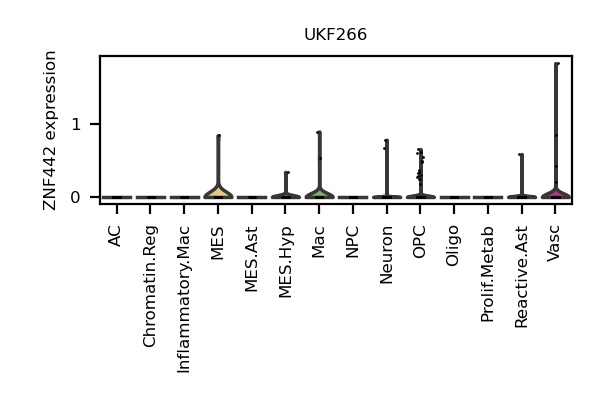 UKF266
ZNF442 expression
1
0
AC
Chromatin.Reg
Inflammatory.Mac
MES
MES.Ast
MES.Hyp
Mac
NPC
Neuron
OPC
Oligo
Prolif.Metab
Reactive.Ast
Vasc